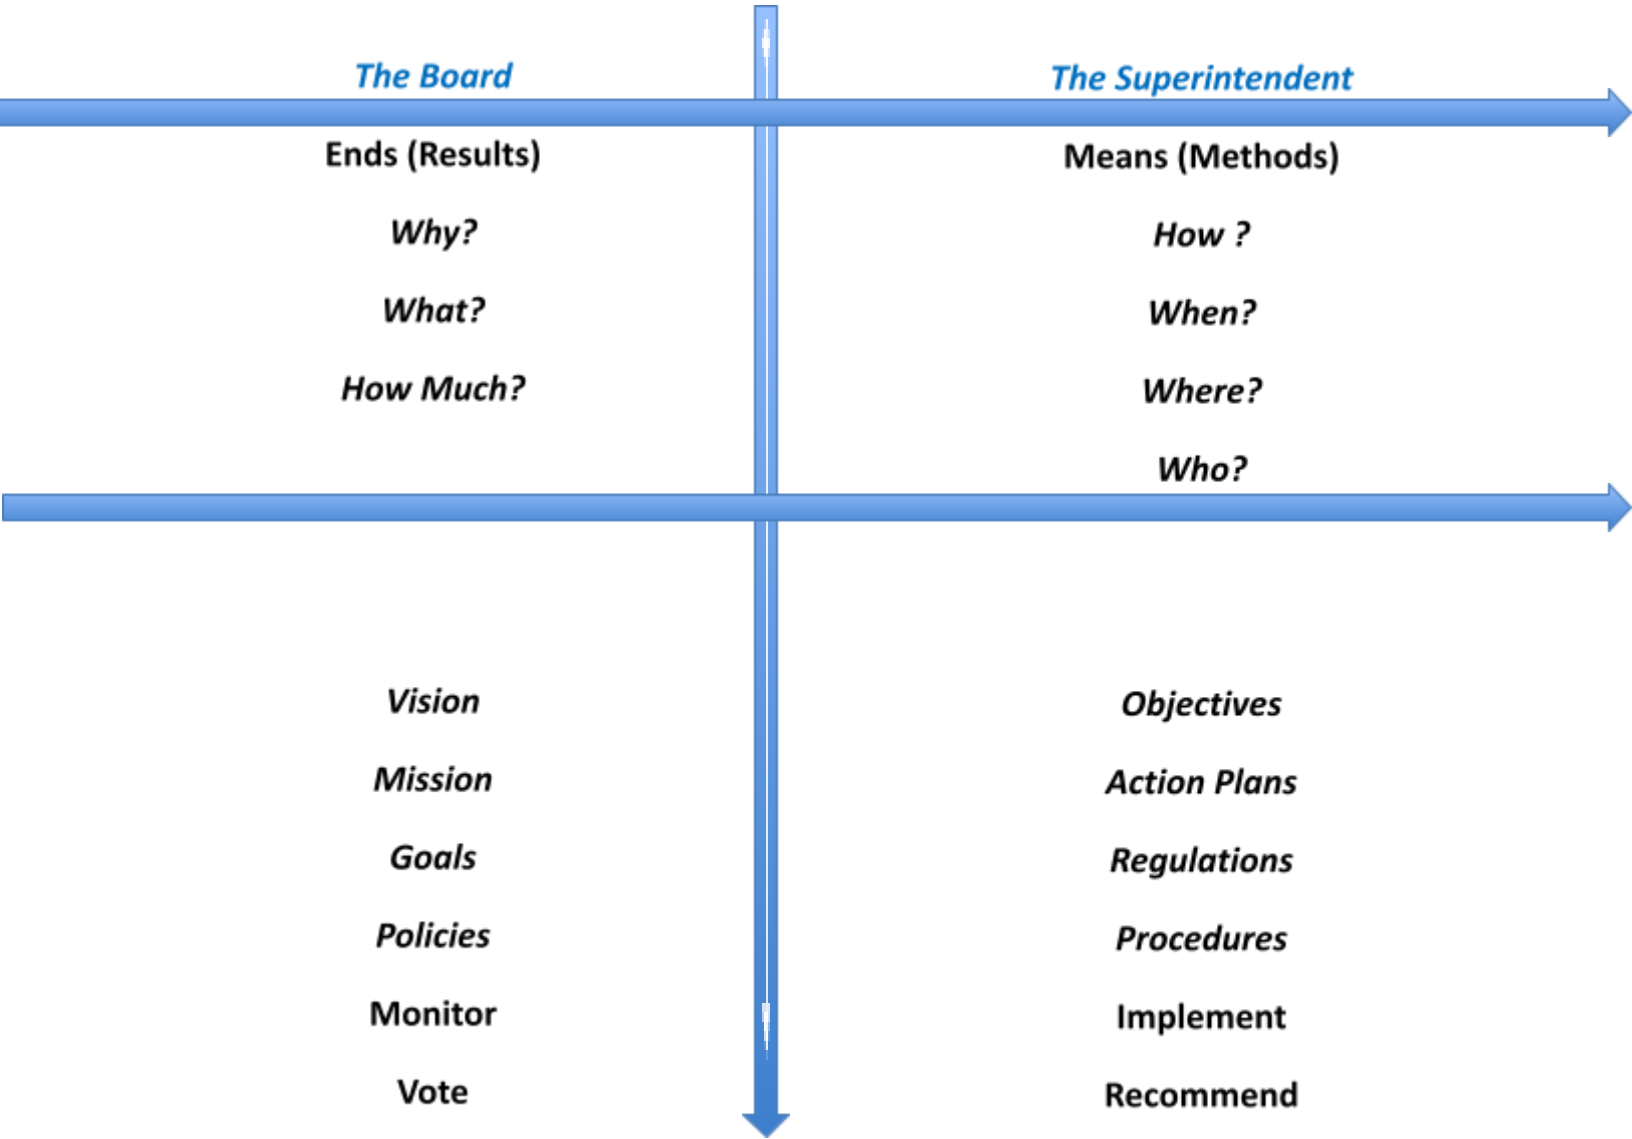 The Board
The Superintendent
Ends (Results)
Means (Methods)
Why?
How ?
What?
When?
How Much?
Where?
Who?
Vision
Objectives
Mission
Action Plans
Goals
Regulations
Policies
Procedures
Monitor
Implement
Vote
Recommend